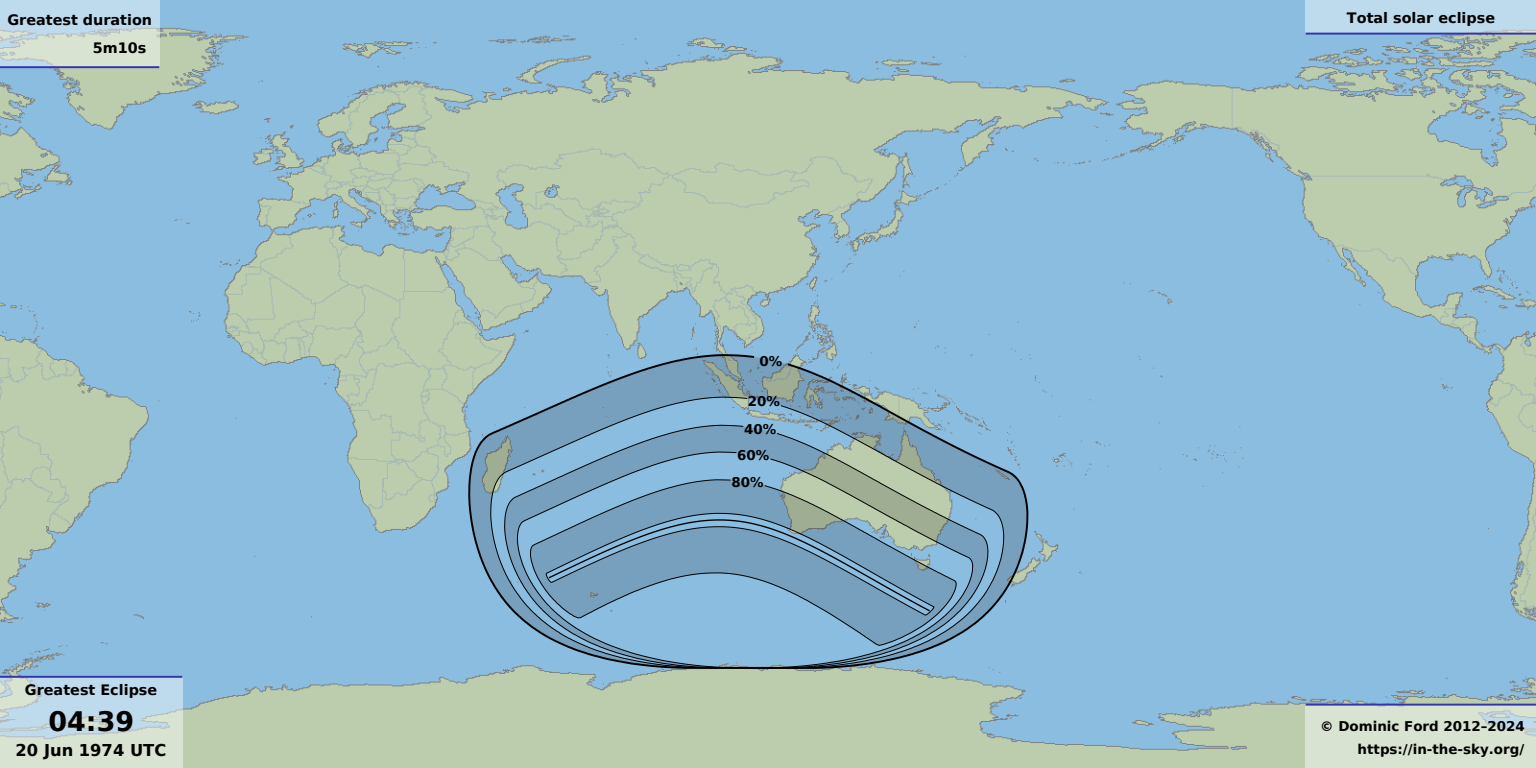 Greatest duration
5m10s
Total solar eclipse
0%
20%
40%
60%
80%
Greatest Eclipse
04:39
20 Jun 1974 UTC
© Dominic Ford 2012–2024
https://in-the-sky.org/